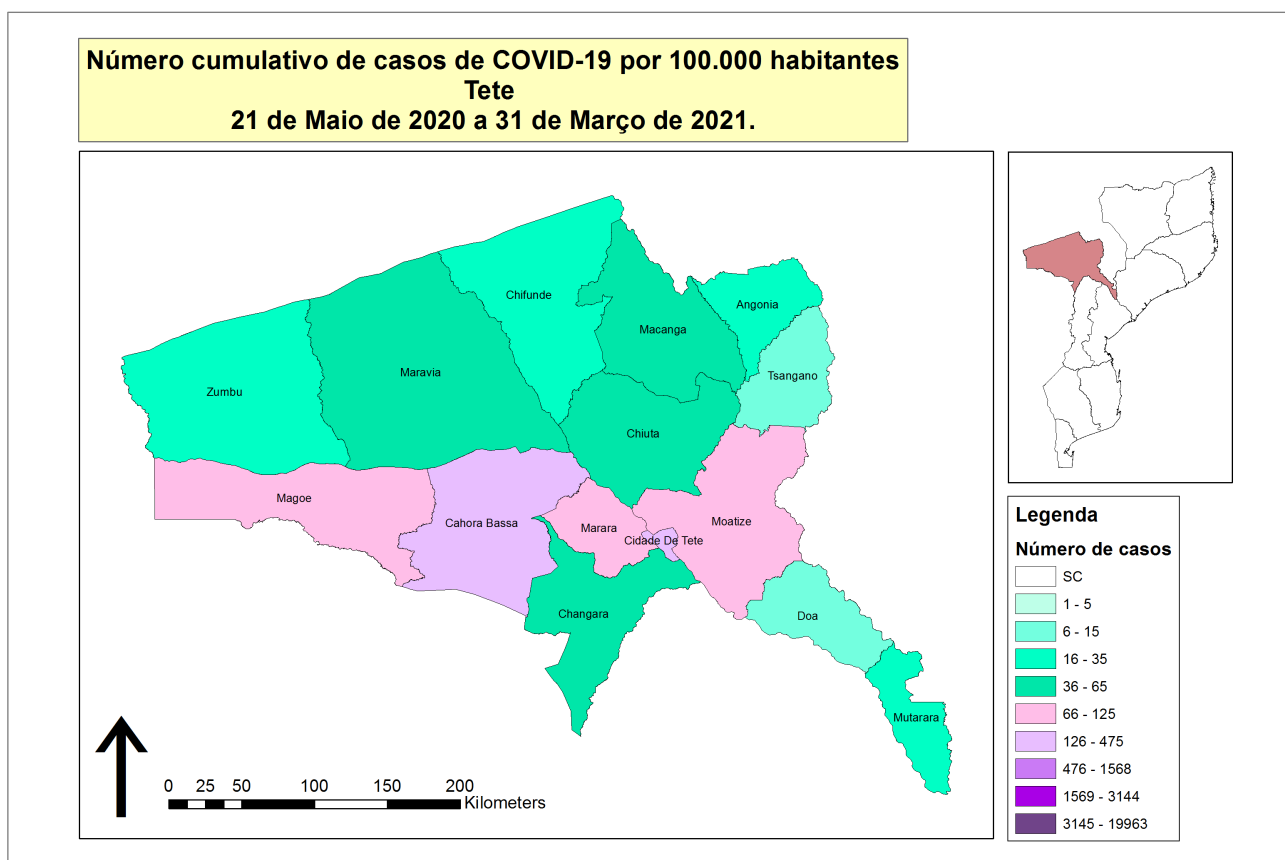 Número cumulativo de casos de COVID-19 por 100.000 habitantes
Tete
21 de Maio de 2020 a 31 de Março de 2021.
Chifunde
Angonia
Macanga
Maravia
Tsangano
Zumbu
Chiuta
Magoe
Cahora Bassa
Marara
Moatize
Cidade De Tete
Changara
Doa
Mutarara
0 25 50 100 150 200
Kilometers
Legenda
Número de casos
SC
1 - 5
6 - 15
16 - 35
36 - 65
66 - 125
126 - 475
476 - 1568
1569 - 3144
3145 - 19963